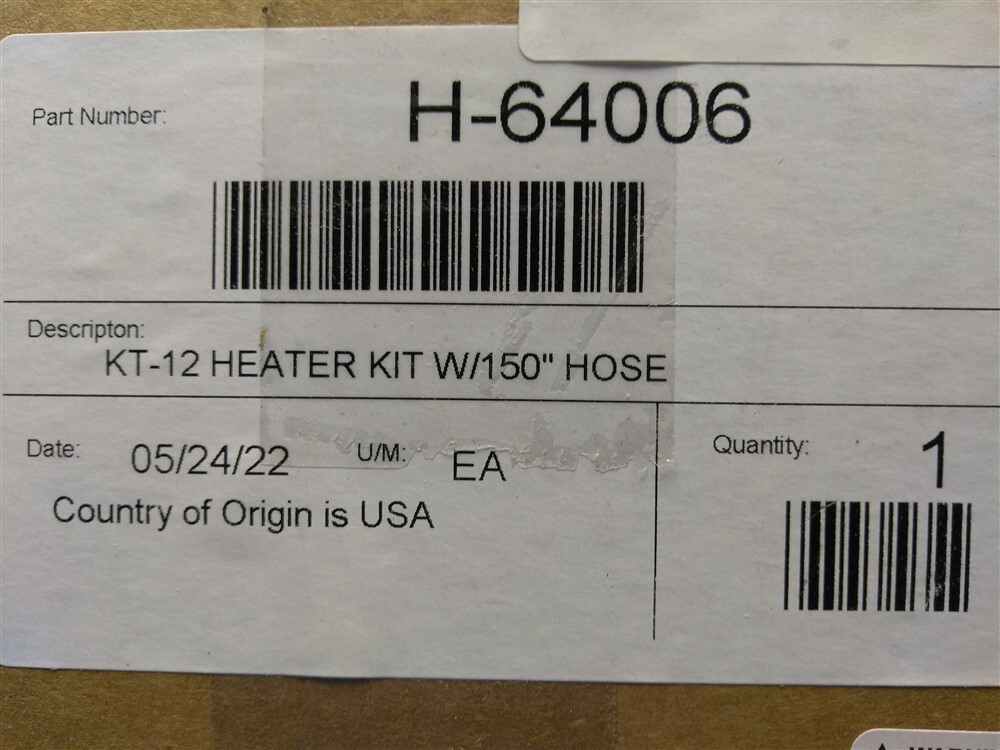 Part Number: H-64006
Descripton:
KT-12 HEATER KIT W/150" HOSE
Date: 05/24/22 U/M: EA Quantity: 1
Country of Origin is USA